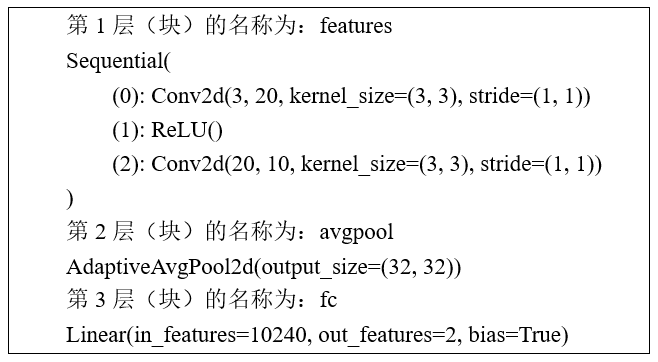 第 1 层（块）的名称为：features
Sequential(
(0): Conv2d(3, 20, kernel_size=(3, 3), stride=(1, 1))
(1): ReLU()
(2): Conv2d(20, 10, kernel_size=(3, 3), stride=(1, 1))
)
第 2 层（块）的名称为：avgpool
AdaptiveAvgPool2d(output_size=(32, 32))
第 3 层（块）的名称为：fc
Linear(in_features=10240, out_features=2, bias=True)